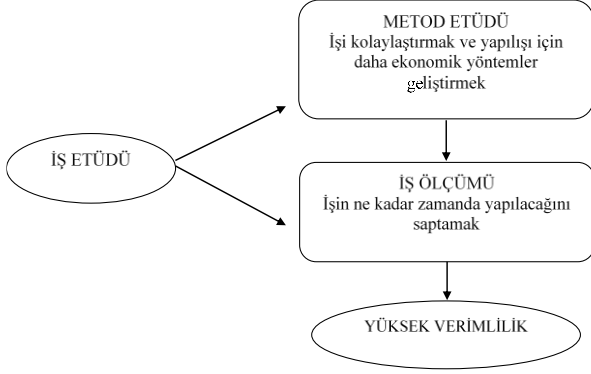 METOD ETÜDÜ
İşi kolaylaştırmak ve yapılışı için
daha ekonomik yöntemler
geliştirmek
İŞ ETÜDÜ
İŞ ÖLÇÜMÜ
İşin ne kadar zamanda yapılacağını
saptamak
YÜKSEK VERİMLİLİK